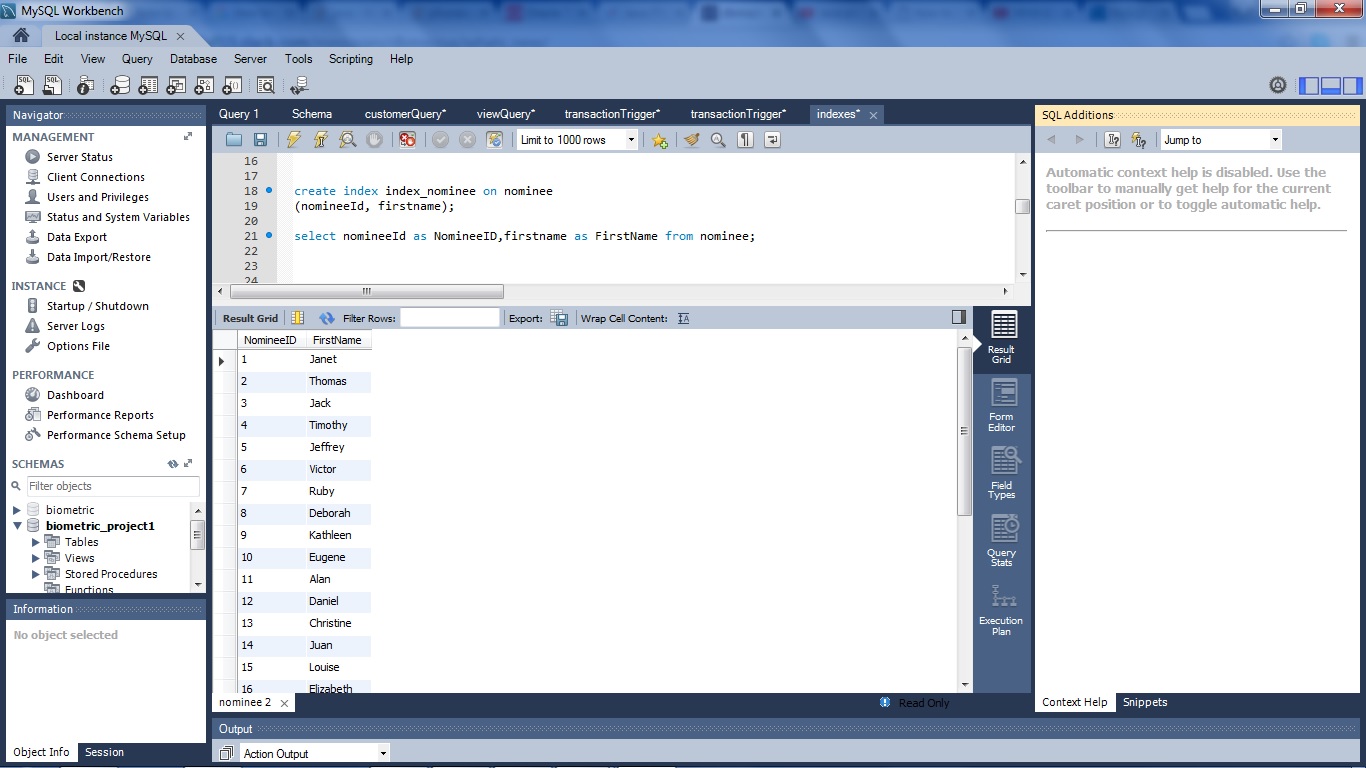 MySQL Workbench
Local instance MySQL
File Edit View Query Database Server Tools Scripting Help
Navigator
MANAGEMENT
Server Status
Client Connections
Users and Privileges
Status and System Variables
Data Export
Data Import/Restore
INSTANCE
Startup / Shutdown
Server Logs
Options File
PERFORMANCE
Dashboard
Performance Reports
Performance Schema Setup
SCHEMAS
Filter objects
biometric
biometric_project1
Tables
Views
Stored Procedures
Functions
Information
No object selected
Object Info Session
Query 1 Schema customerQuery* viewQuery* transactionTrigger* transactionTrigger* indexes*
Limit to 1000 rows
16
17
18 create index index_nominee on nominee
19 (nomineeId, firstname);
20
21 select nomineeId as NomineeID,firstname as FirstName from nominee;
22
23
24
Result Grid Filter Rows: Export: Wrap Cell Content:
NomineeID FirstName
1 Janet
2 Thomas
3 Jack
4 Timothy
5 Jeffrey
6 Victor
7 Ruby
8 Deborah
9 Kathleen
10 Eugene
11 Alan
12 Daniel
13 Christine
14 Juan
15 Louise
16 Elizabeth
Result
Grid
Form
Editor
Field
Types
Query
Stats
Execution
Plan
nominee 2
Read Only
Output
Action Output
SQL Additions
Jump to
Automatic context help is disabled. Use the
toolbar to manually get help for the current
caret position or to toggle automatic help.
Context Help Snippets